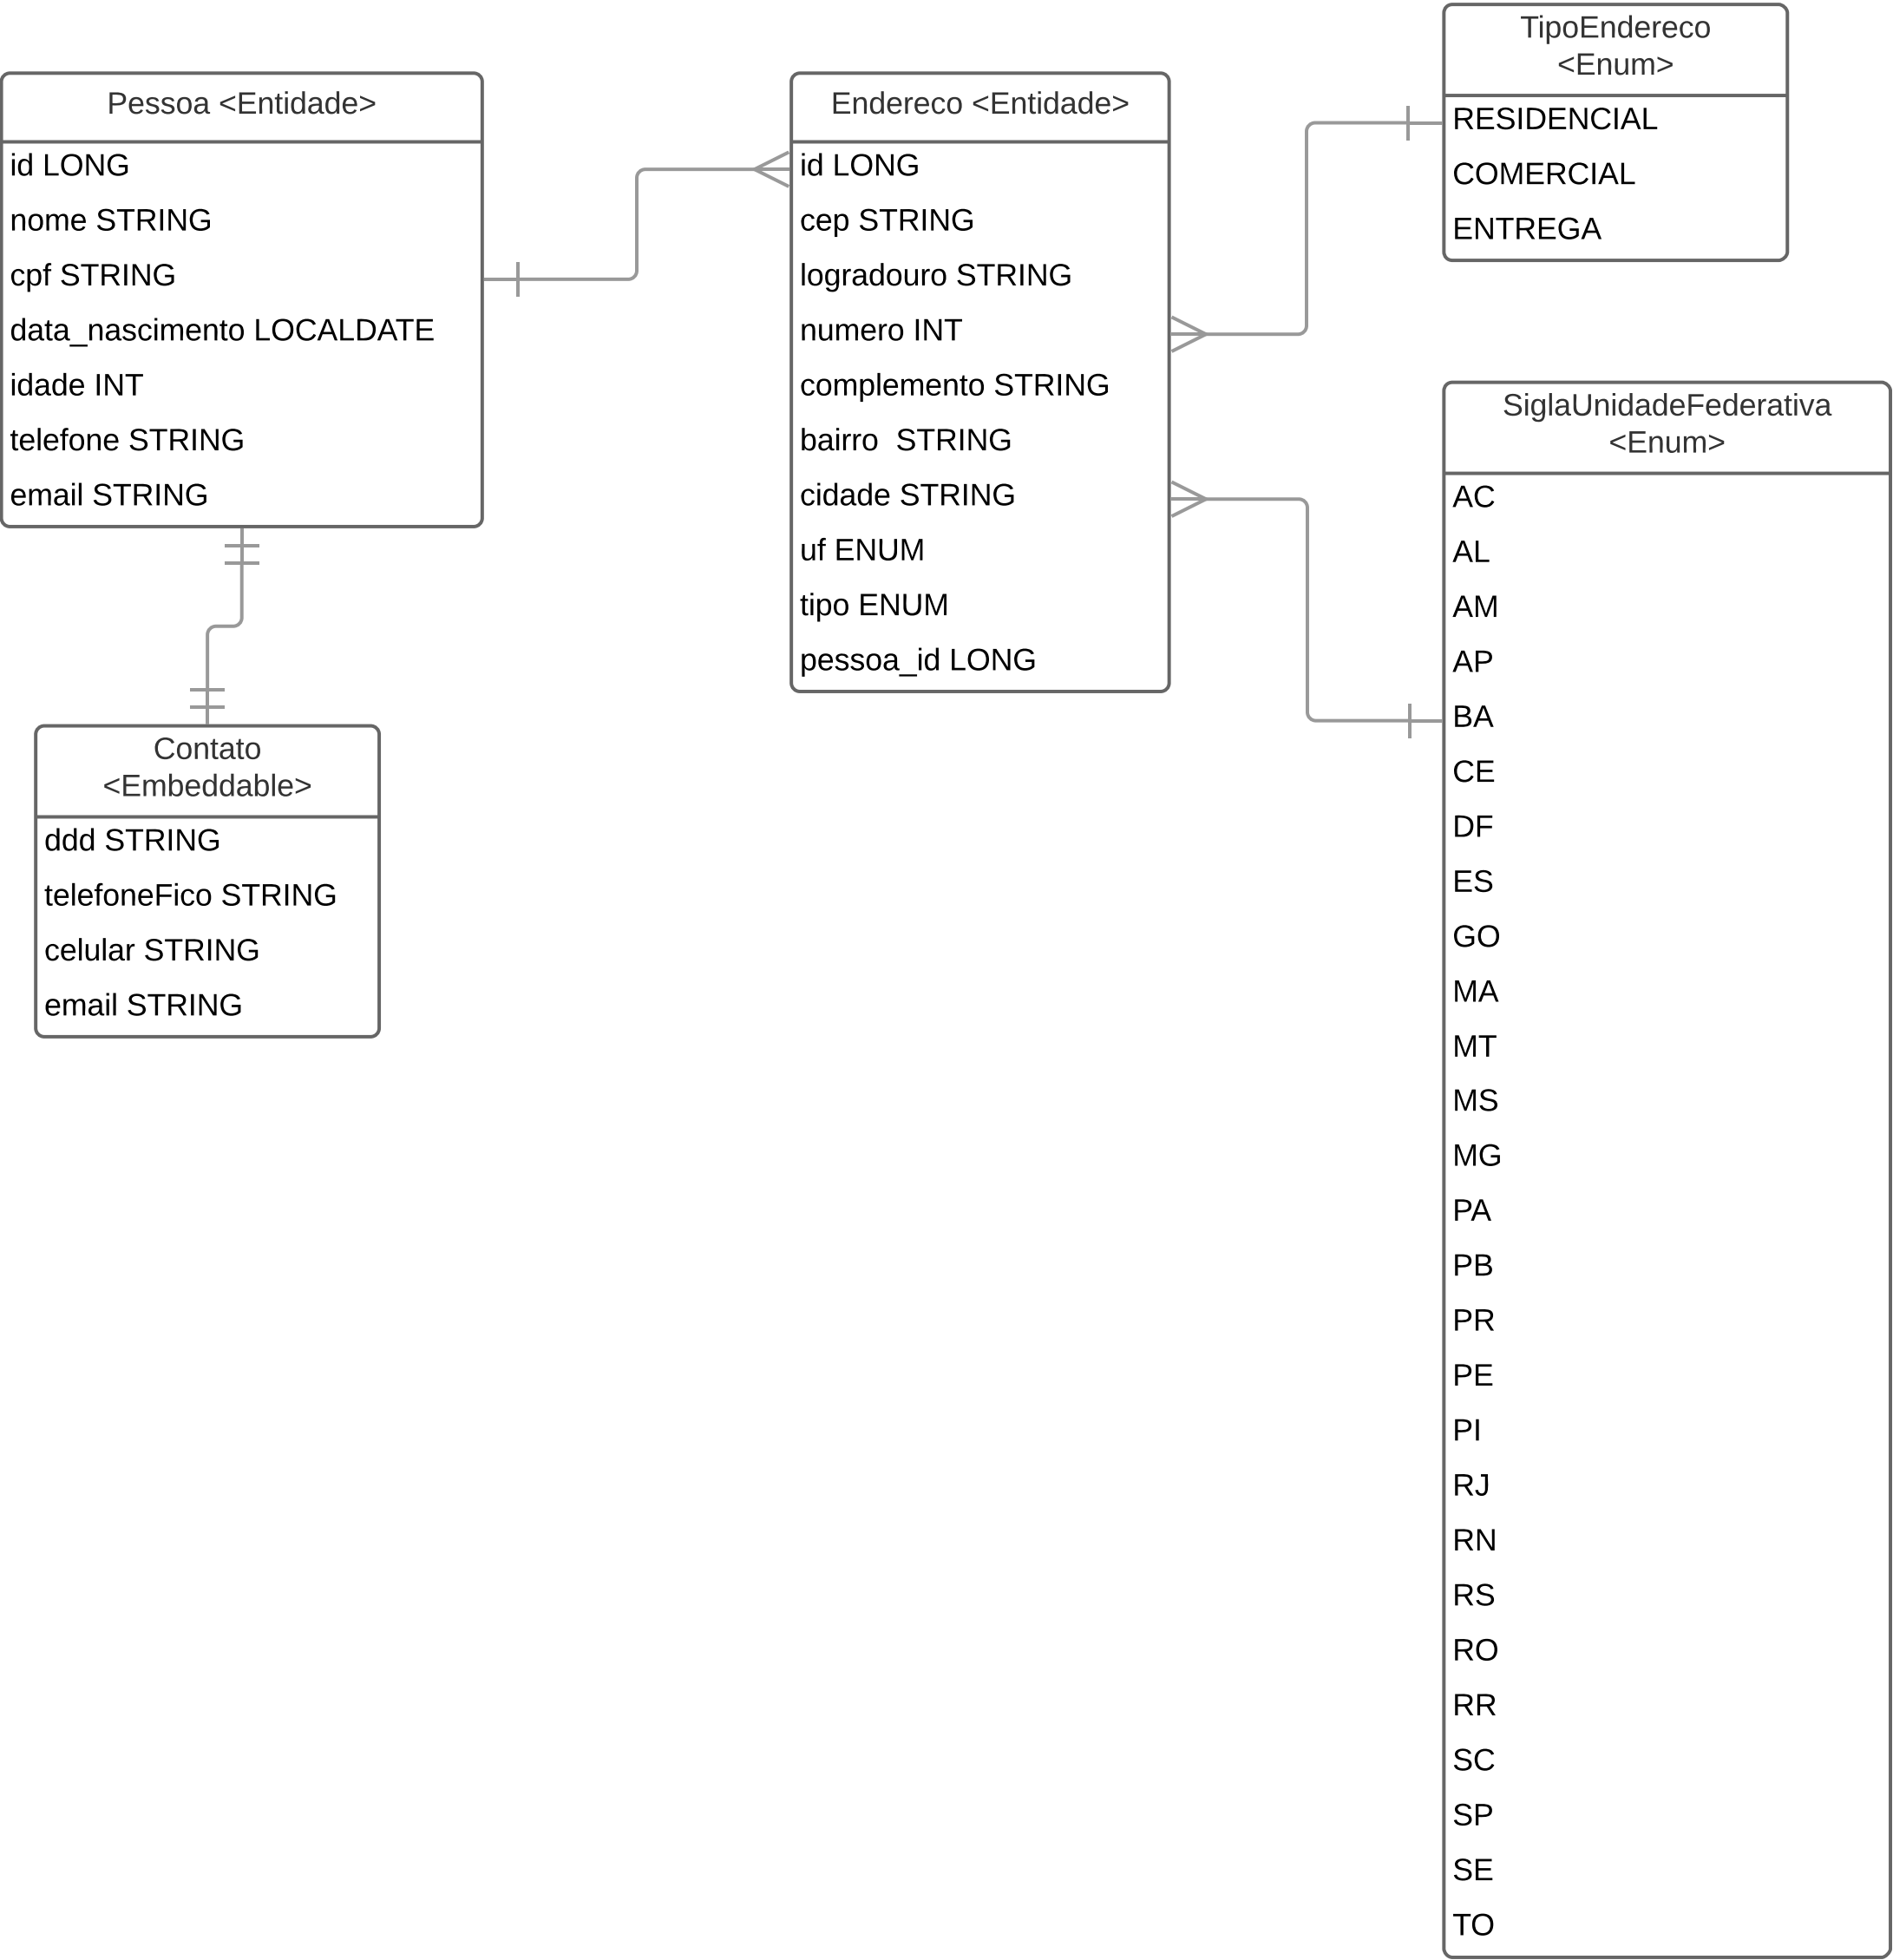 Pessoa <Entidade>
id LONG
nome STRING
cpf STRING
data_nascimento LOCALDATE
idade INT
telefone STRING
email STRING
Contato
<Embeddable>
ddd STRING
telefoneFico STRING
celular STRING
email STRING
Endereco <Entidade>
id LONG
cep STRING
logradouro STRING
numero INT
complemento STRING
bairro  STRING
cidade STRING
uf ENUM
tipo ENUM
pessoa_id LONG
TipoEndereco
<Enum>
RESIDENCIAL
COMERCIAL
ENTREGA
SiglaUnidadeFederativa
<Enum>
AC
AL
AM
AP
BA
CE
DF
ES
GO
MA
MT
MS
MG
PA
PB
PR
PE
PI
RJ
RN
RS
RO
RR
SC
SP
SE
TO